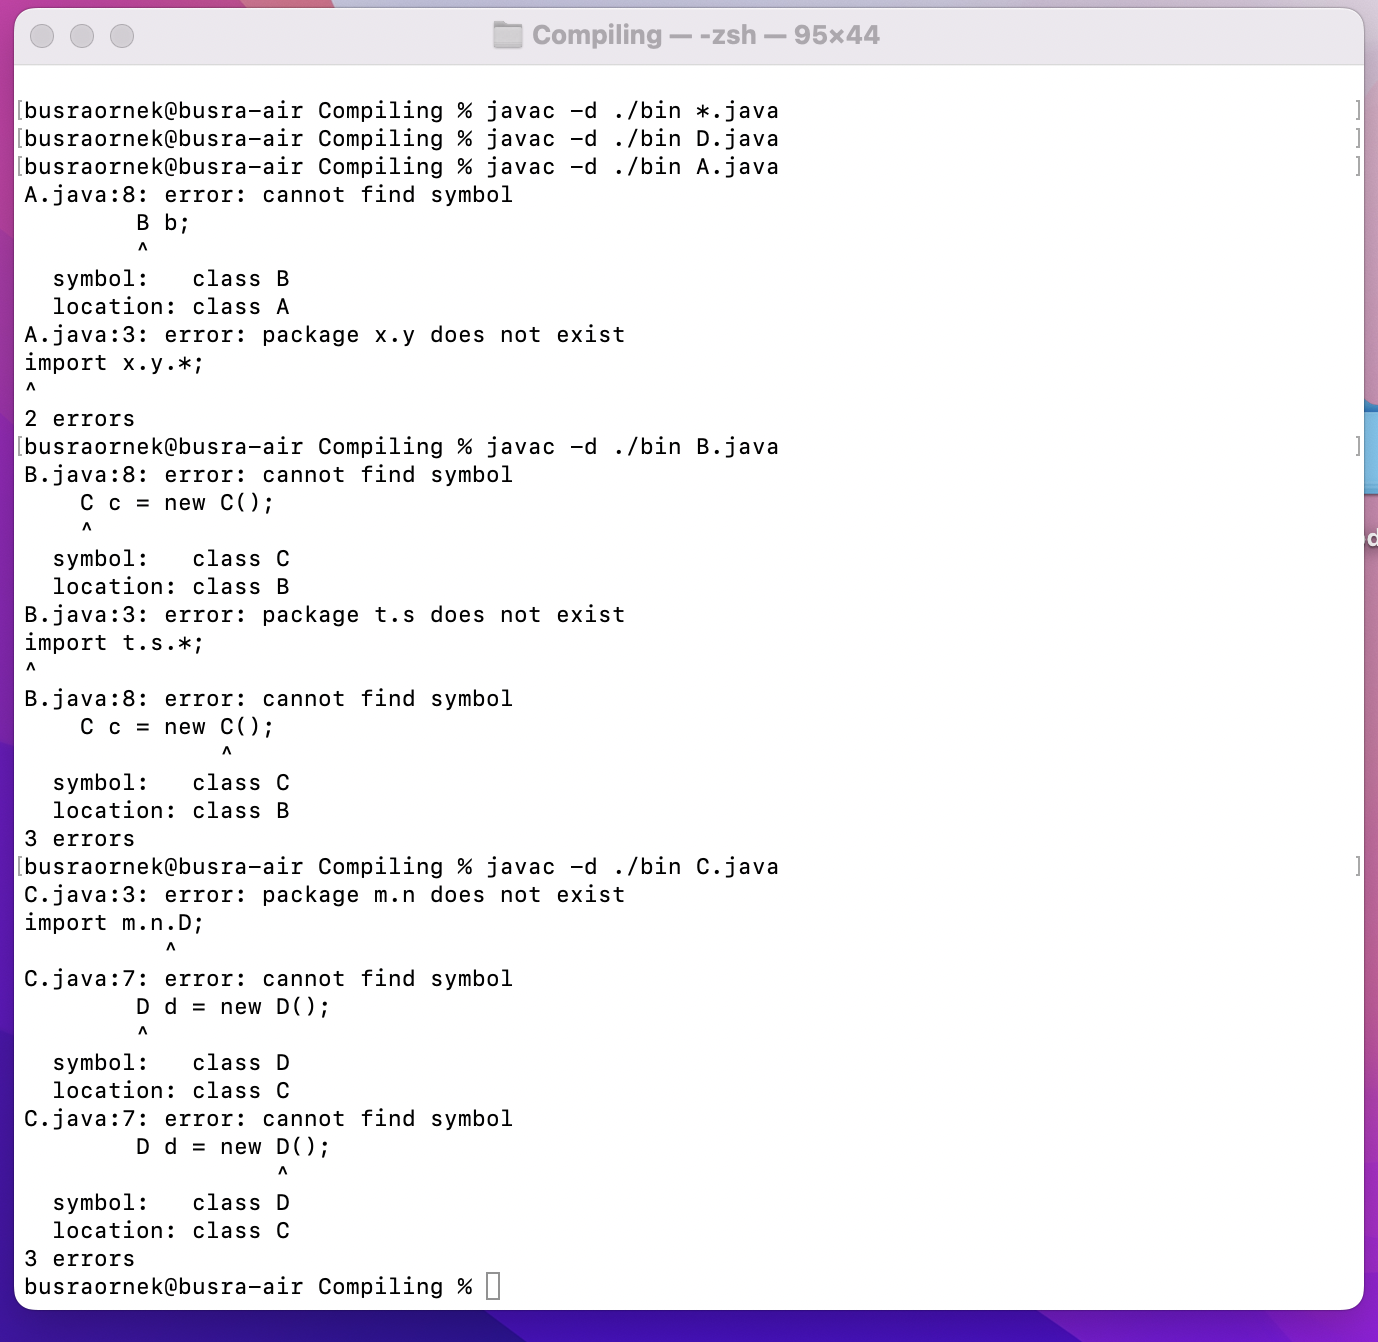 Compiling — -zsh — 95×44
[busraornek@busra-air Compiling % javac -d ./bin *.java ]
[busraornek@busra-air Compiling % javac -d ./bin D.java ]
[busraornek@busra-air Compiling % javac -d ./bin A.java ]
A.java:8: error: cannot find symbol
        B b;
        ^
  symbol:   class B
  location: class A
A.java:3: error: package x.y does not exist
import x.y.*;
^
2 errors
[busraornek@busra-air Compiling % javac -d ./bin B.java ]
B.java:8: error: cannot find symbol
    C c = new C();
    ^
  symbol:   class C
  location: class B
B.java:3: error: package t.s does not exist
import t.s.*;
^
B.java:8: error: cannot find symbol
    C c = new C();
              ^
  symbol:   class C
  location: class B
3 errors
[busraornek@busra-air Compiling % javac -d ./bin C.java ]
C.java:3: error: package m.n does not exist
import m.n.D;
          ^
C.java:7: error: cannot find symbol
        D d = new D();
        ^
  symbol:   class D
  location: class C
C.java:7: error: cannot find symbol
        D d = new D();
                  ^
  symbol:   class D
  location: class C
3 errors
busraornek@busra-air Compiling %